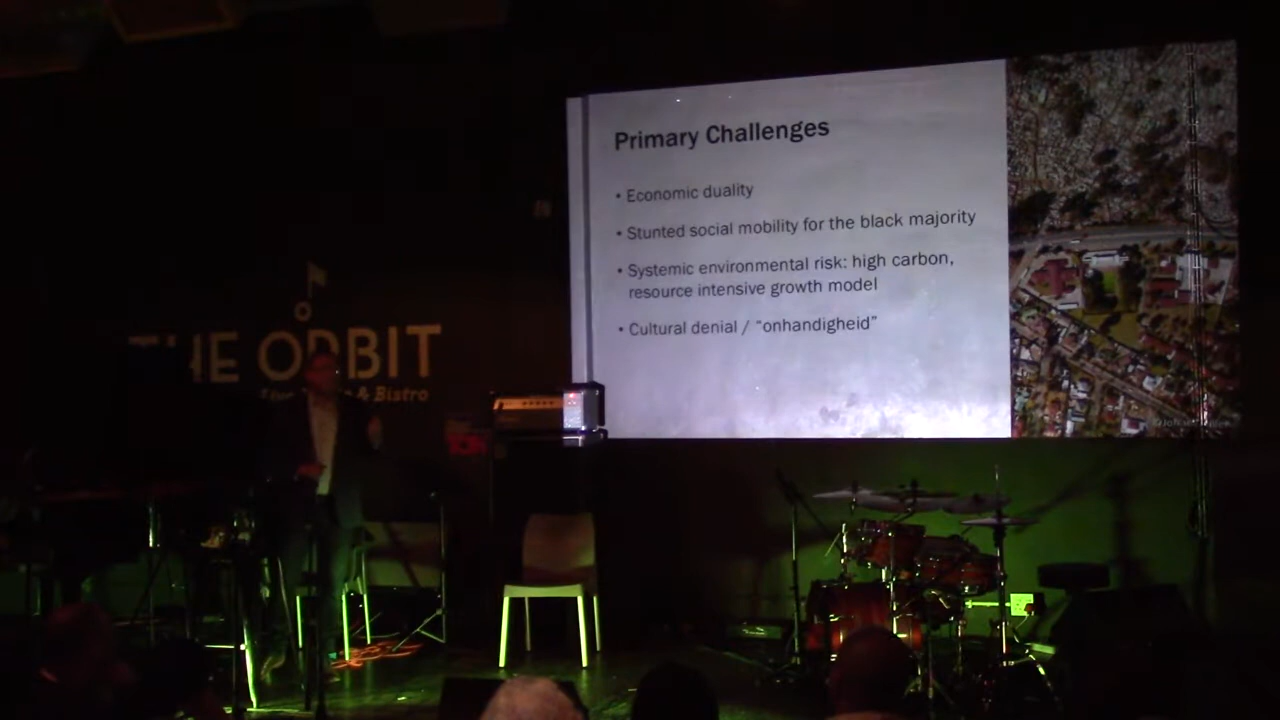 Primary Challenges
• Economic duality
• Stunted social mobility for the black majority
• Systemic environmental risk: high carbon,
resource intensive growth model
• Cultural denial / “onhandigheid”
THE ORBIT
& Bistro